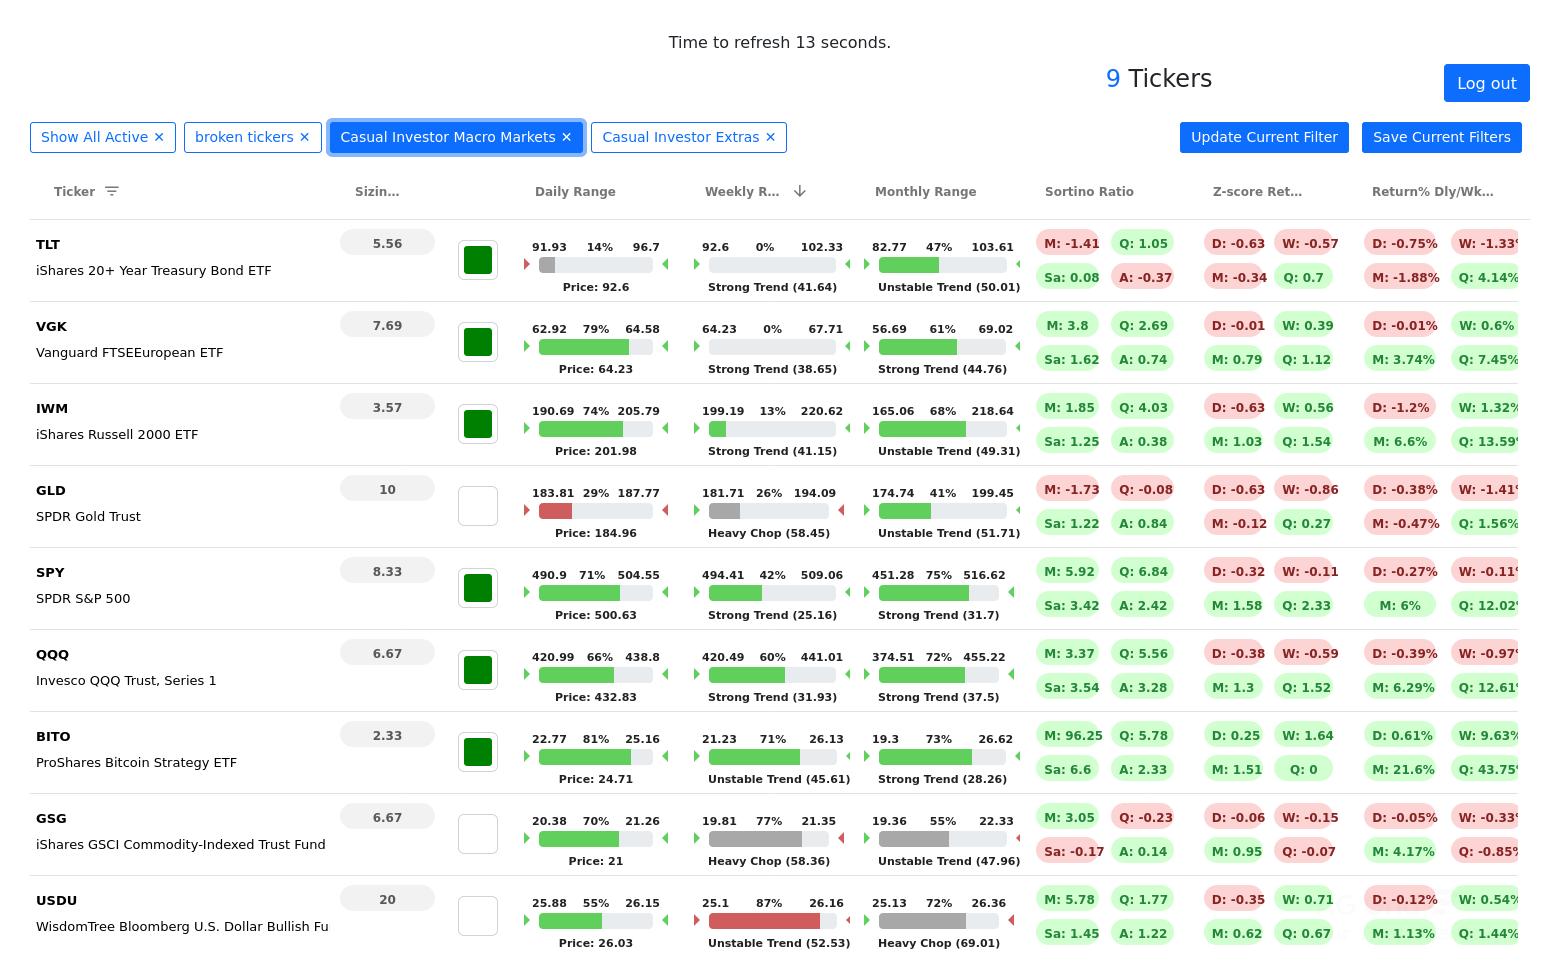 Time to refresh 13 seconds.
9 Tickers
Log out
Show All Active ✕ broken tickers ✕ Casual Investor Macro Markets ✕ Casual Investor Extras ✕ Update Current Filter Save Current Filters
Ticker Sizin... Daily Range Weekly R... Monthly Range Sortino Ratio Z-score Ret... Return% Dly/Wk...
TLT 5.56 91.93 14% 96.7 92.6 0% 102.33 82.77 47% 103.61 M: -1.41 Q: 1.05 D: -0.63 W: -0.57 D: -0.75% W: -1.33%
iShares 20+ Year Treasury Bond ETF Sa: 0.08 A: -0.37 M: -0.34 Q: 0.7 M: -1.88% Q: 4.14%
Price: 92.6 Strong Trend (41.64) Unstable Trend (50.01)
VGK 7.69 62.92 79% 64.58 64.23 0% 67.71 56.69 61% 69.02 M: 3.8 Q: 2.69 D: -0.01 W: 0.39 D: -0.01% W: 0.6%
Vanguard FTSEEuropean ETF Sa: 1.62 A: 0.74 M: 0.79 Q: 1.12 M: 3.74% Q: 7.45%
Price: 64.23 Strong Trend (38.65) Strong Trend (44.76)
IWM 3.57 190.69 74% 205.79 199.19 13% 220.62 165.06 68% 218.64 M: 1.85 Q: 4.03 D: -0.63 W: 0.56 D: -1.2% W: 1.32%
iShares Russell 2000 ETF Sa: 1.25 A: 0.38 M: 1.03 Q: 1.54 M: 6.6% Q: 13.59%
Price: 201.98 Strong Trend (41.15) Unstable Trend (49.31)
GLD 10 183.81 29% 187.77 181.71 26% 194.09 174.74 41% 199.45 M: -1.73 Q: -0.08 D: -0.63 W: -0.86 D: -0.38% W: -1.41%
SPDR Gold Trust Sa: 1.22 A: 0.84 M: -0.12 Q: 0.27 M: -0.47% Q: 1.56%
Price: 184.96 Heavy Chop (58.45) Unstable Trend (51.71)
SPY 8.33 490.9 71% 504.55 494.41 42% 509.06 451.28 75% 516.62 M: 5.92 Q: 6.84 D: -0.32 W: -0.11 D: -0.27% W: -0.11%
SPDR S&P 500 Sa: 3.42 A: 2.42 M: 1.58 Q: 2.33 M: 6% Q: 12.02%
Price: 500.63 Strong Trend (25.16) Strong Trend (31.7)
QQQ 6.67 420.99 66% 438.8 420.49 60% 441.01 374.51 72% 455.22 M: 3.37 Q: 5.56 D: -0.38 W: -0.59 D: -0.39% W: -0.97%
Invesco QQQ Trust, Series 1 Sa: 3.54 A: 3.28 M: 1.3 Q: 1.52 M: 6.29% Q: 12.61%
Price: 432.83 Strong Trend (31.93) Strong Trend (37.5)
BITO 2.33 22.77 81% 25.16 21.23 71% 26.13 19.3 73% 26.62 M: 96.25 Q: 5.78 D: 0.25 W: 1.64 D: 0.61% W: 9.63%
ProShares Bitcoin Strategy ETF Sa: 6.6 A: 2.33 M: 1.51 Q: 0 M: 21.6% Q: 43.75%
Price: 24.71 Unstable Trend (45.61) Strong Trend (28.26)
GSG 6.67 20.38 70% 21.26 19.81 77% 21.35 19.36 55% 22.33 M: 3.05 Q: -0.23 D: -0.06 W: -0.15 D: -0.05% W: -0.33%
iShares GSCI Commodity-Indexed Trust Fund Sa: -0.17 A: 0.14 M: 0.95 Q: -0.07 M: 4.17% Q: -0.85%
Price: 21 Heavy Chop (58.36) Unstable Trend (47.96)
USDU 20 25.88 55% 26.15 25.1 87% 26.16 25.13 72% 26.36 M: 5.78 Q: 1.77 D: -0.35 W: 0.71 D: -0.12% W: 0.54%
WisdomTree Bloomberg U.S. Dollar Bullish Fu Sa: 1.45 A: 1.22 M: 0.62 Q: 0.67 M: 1.13% Q: 1.44%
Price: 26.03 Unstable Trend (52.53) Heavy Chop (69.01)